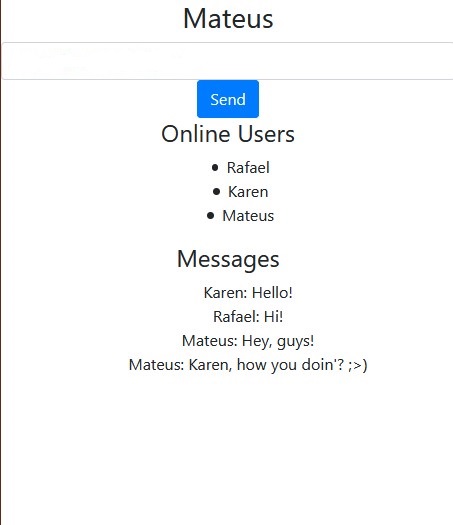 Mateus
Send
Online Users
Rafael
Karen
Mateus
Messages
Karen: Hello!
Rafael: Hi!
Mateus: Hey, guys!
Mateus: Karen, how you doin'? ;>)